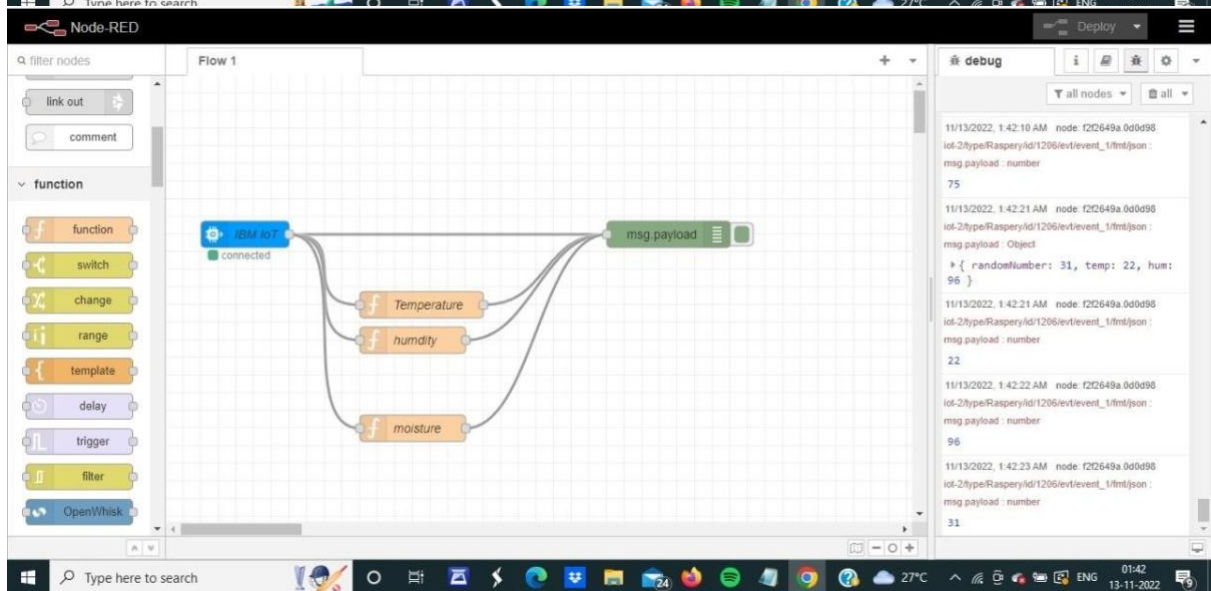 Type here to search
27°C
ENG
Node-RED
Deploy
filter nodes
Flow 1
debug
i
all nodes
all
link out
comment
function
function
switch
change
range
template
delay
trigger
filter
OpenWhisk
IBM IoT
connected
Temperature
humdity
moisture
msg.payload
11/13/2022, 1:42:10 AM node: f2f2649a.0d0d98
iot-2/type/Raspery/id/1206/evt/event_1/fmt/json :
msg.payload : number
75
11/13/2022, 1:42:21 AM node: f2f2649a.0d0d98
iot-2/type/Raspery/id/1206/evt/event_1/fmt/json :
msg.payload : Object
{ randomNumber: 31, temp: 22, hum:
96 }
11/13/2022, 1:42:21 AM node: f2f2649a.0d0d98
iot-2/type/Raspery/id/1206/evt/event_1/fmt/json :
msg.payload : number
22
11/13/2022, 1:42:22 AM node: f2f2649a.0d0d98
iot-2/type/Raspery/id/1206/evt/event_1/fmt/json :
msg.payload : number
96
11/13/2022, 1:42:23 AM node: f2f2649a.0d0d98
iot-2/type/Raspery/id/1206/evt/event_1/fmt/json :
msg.payload : number
31
Type here to search
24
27°C
ENG
01:42
13-11-2022
9